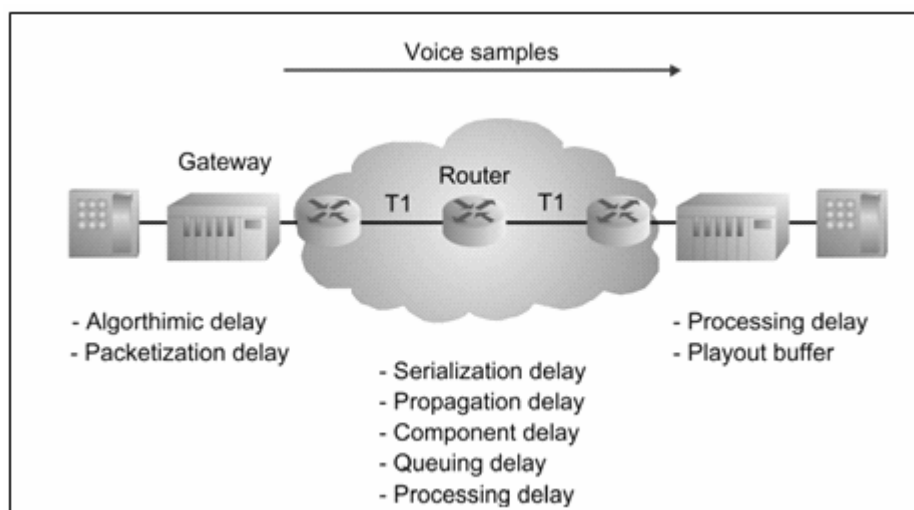 Voice samples
Gateway
Router
T1
T1
- Algorthimic delay
- Packetization delay
- Serialization delay
- Propagation delay
- Component delay
- Queuing delay
- Processing delay
- Processing delay
- Playout buffer